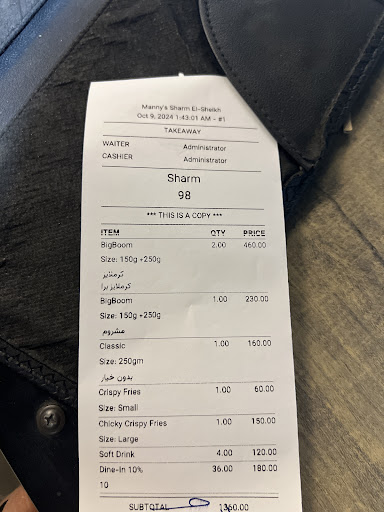 Manny's Sharm El-Sheikh
Oct 9, 2024 1:43:01 AM - #1
TAKEAWAY
WAITER Administrator
CASHIER Administrator
Sharm
98
*** THIS IS A COPY ***
ITEM QTY PRICE
BigBoom 2.00 460.00
Size: 150g +250g
كرملايز
كرملايز برا
BigBoom 1.00 230.00
Size: 150g +250g
مشروم
Classic 1.00 160.00
Size: 250gm
بدون خيار
Crispy Fries 1.00 60.00
Size: Small
Chicky Crispy Fries 1.00 150.00
Size: Large
Soft Drink 4.00 120.00
Dine-In 10% 36.00 180.00
10
SUBTOTAL 1360.00